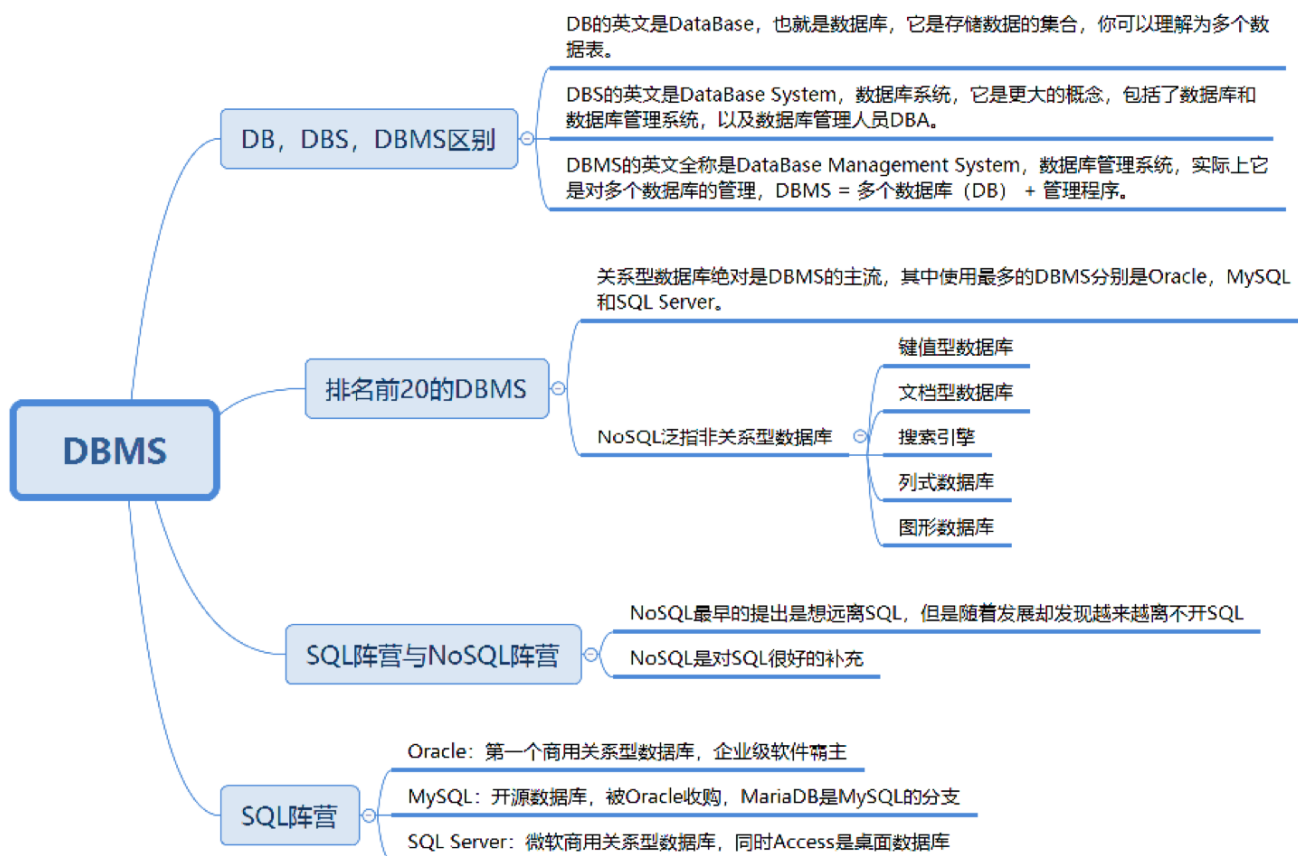 DB的英文是DataBase，也就是数据库，它是存储数据的集合，你可以理解为多个数
据表。
DBS的英文是DataBase System，数据库系统，它是更大的概念，包括了数据库和
数据库管理系统，以及数据库管理人员DBA。
DB，DBS，DBMS区别
DBMS的英文全称是DataBase Management System，数据库管理系统，实际上它
是对多个数据库的管理，DBMS = 多个数据库（DB） + 管理程序。
关系型数据库绝对是DBMS的主流，其中使用最多的DBMS分别是Oracle，MySQL
和SQL Server。
排名前20的DBMS
键值型数据库
文档型数据库
NoSQL泛指非关系型数据库
搜索引擎
列式数据库
图形数据库
DBMS
NoSQL最早的提出是想远离SQL，但是随着发展却发现越来越离不开SQL
SQL阵营与NoSQL阵营
NoSQL是对SQL很好的补充
Oracle：第一个商用关系型数据库，企业级软件霸主
SQL阵营
MySQL：开源数据库，被Oracle收购，MariaDB是MySQL的分支
SQL Server：微软商用关系型数据库，同时Access是桌面数据库